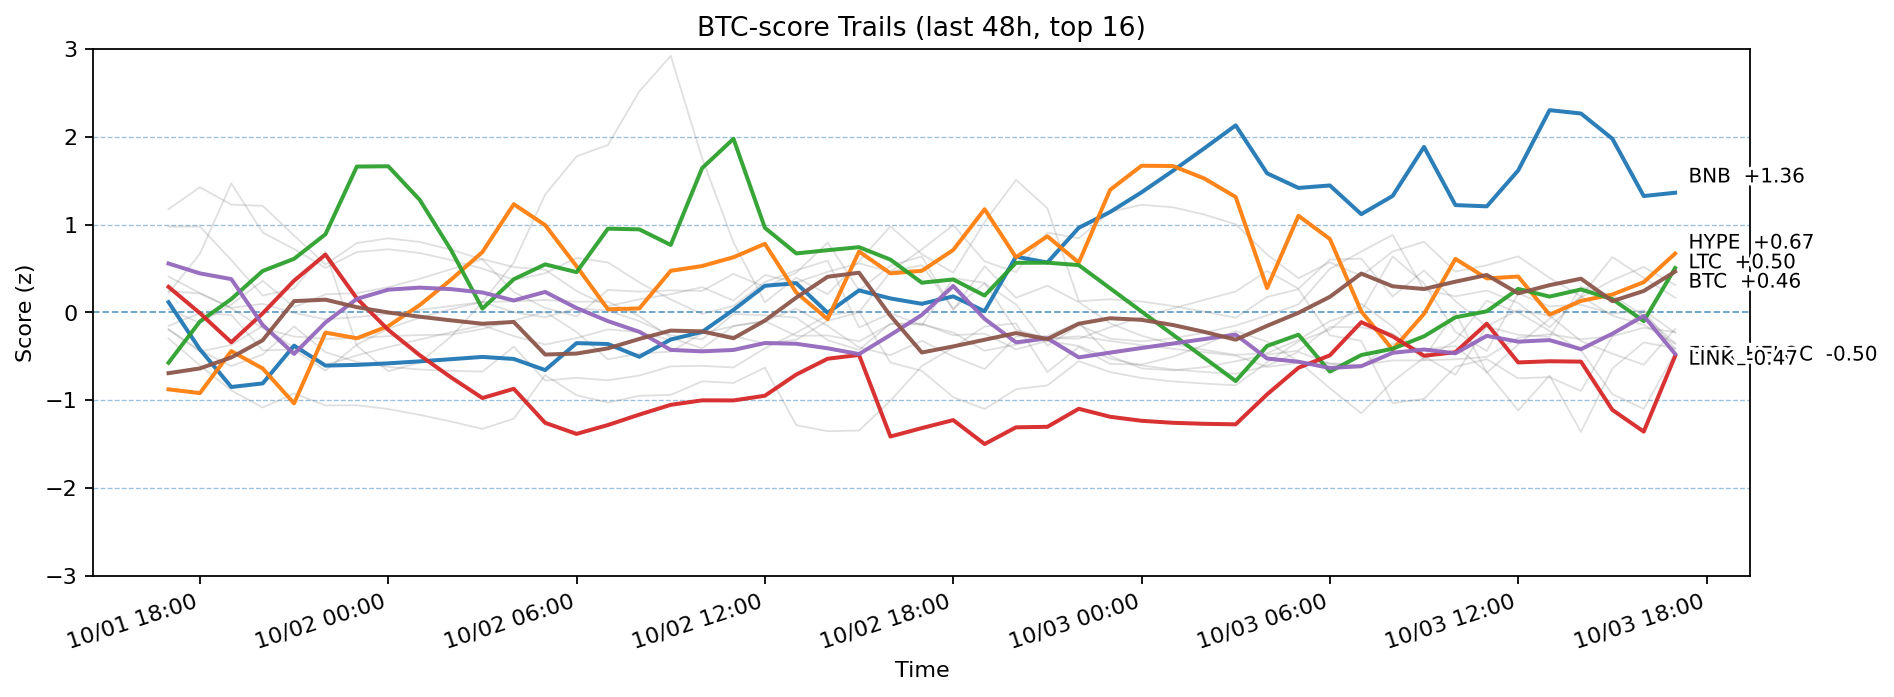 BTC-score Trails (last 48h, top 16)
3
2
1
0
−1
−2
−3
Score (z)
BNB +1.36
HYPE +0.67
LTC +0.50
BTC +0.46
C -0.50
LINK -0.47
10/01 18:00
10/02 00:00
10/02 06:00
10/02 12:00
10/02 18:00
10/03 00:00
10/03 06:00
10/03 12:00
10/03 18:00
Time